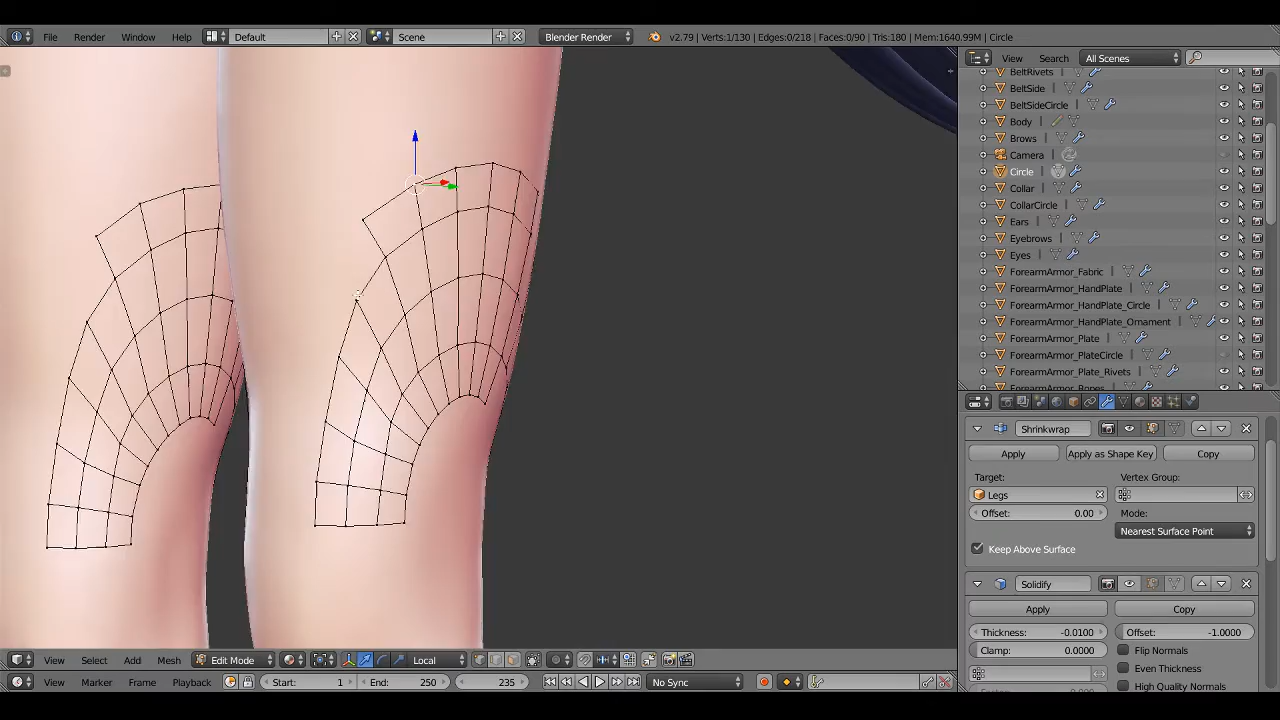 File Render Window Help Default Scene Blender Render v2.79 | Verts:1/130 | Edges:0/218 | Faces:0/90 | Tris:180 | Mem:1640.99M | Circle
View Search All Scenes
BeltRivets
BeltSide
BeltSideCircle
Body
Brows
Camera
Circle
Collar
CollarCircle
Ears
Eyebrows
Eyes
ForearmArmor_Fabric
ForearmArmor_HandPlate
ForearmArmor_HandPlate_Circle
ForearmArmor_HandPlate_Ornament
ForearmArmor_Plate
ForearmArmor_PlateCircle
ForearmArmor_Plate_Rivets
ForearmArmor_Ropes
Shrinkwrap
Apply Apply as Shape Key Copy
Target: Vertex Group:
Legs
Offset: 0.00 Mode:
Nearest Surface Point
Keep Above Surface
Solidify
Apply Copy
Thickness: -0.0100 Offset: -1.0000
Clamp: 0.0000 Flip Normals
Even Thickness
High Quality Normals
View Select Add Mesh Edit Mode Local
View Marker Frame Playback Start: 1 End: 250 235 No Sync